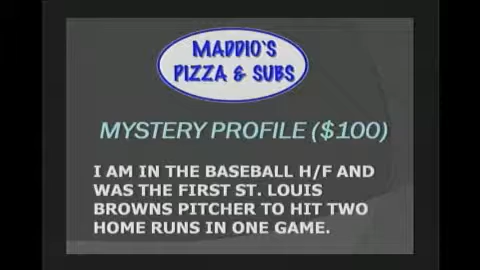 MADDIO'S
PIZZA & SUBS
MYSTERY PROFILE ($100)
I AM IN THE BASEBALL H/F AND
WAS THE FIRST ST. LOUIS
BROWNS PITCHER TO HIT TWO
HOME RUNS IN ONE GAME.